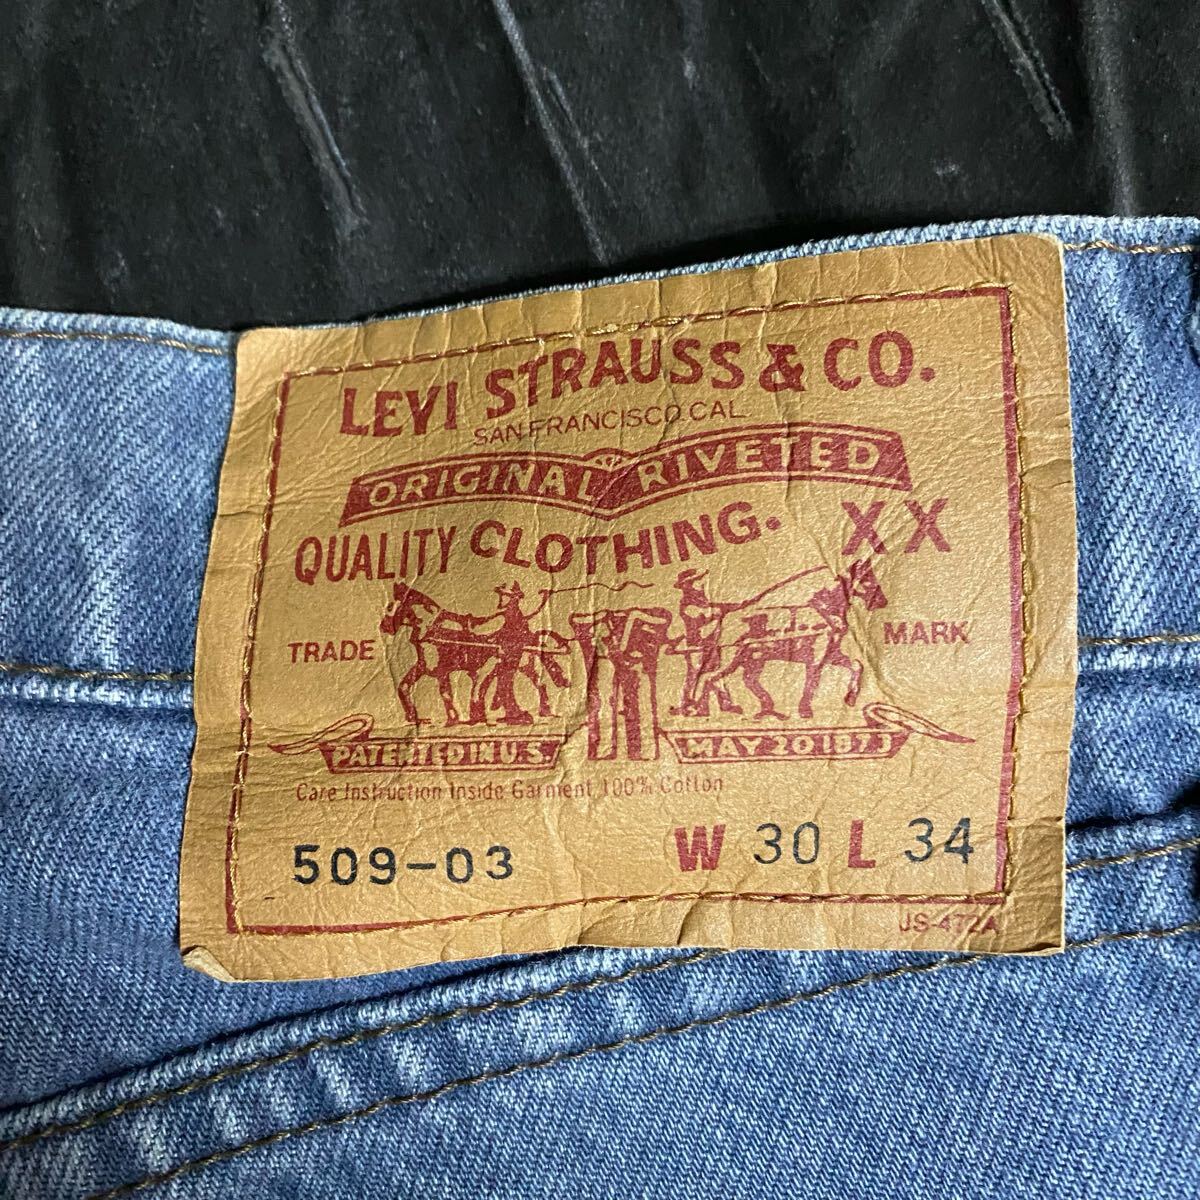 LEVI STRAUSS & CO.
SAN FRANCISCO.CAL
ORIGINAL RIVETED
QUALITY CLOTHING. XX
TRADE MARK
PATENTED IN U.S. MAY 20 1873
Care Instruction Inside Garment 100% Cotton
509-03 W 30 L 34
JS-472A